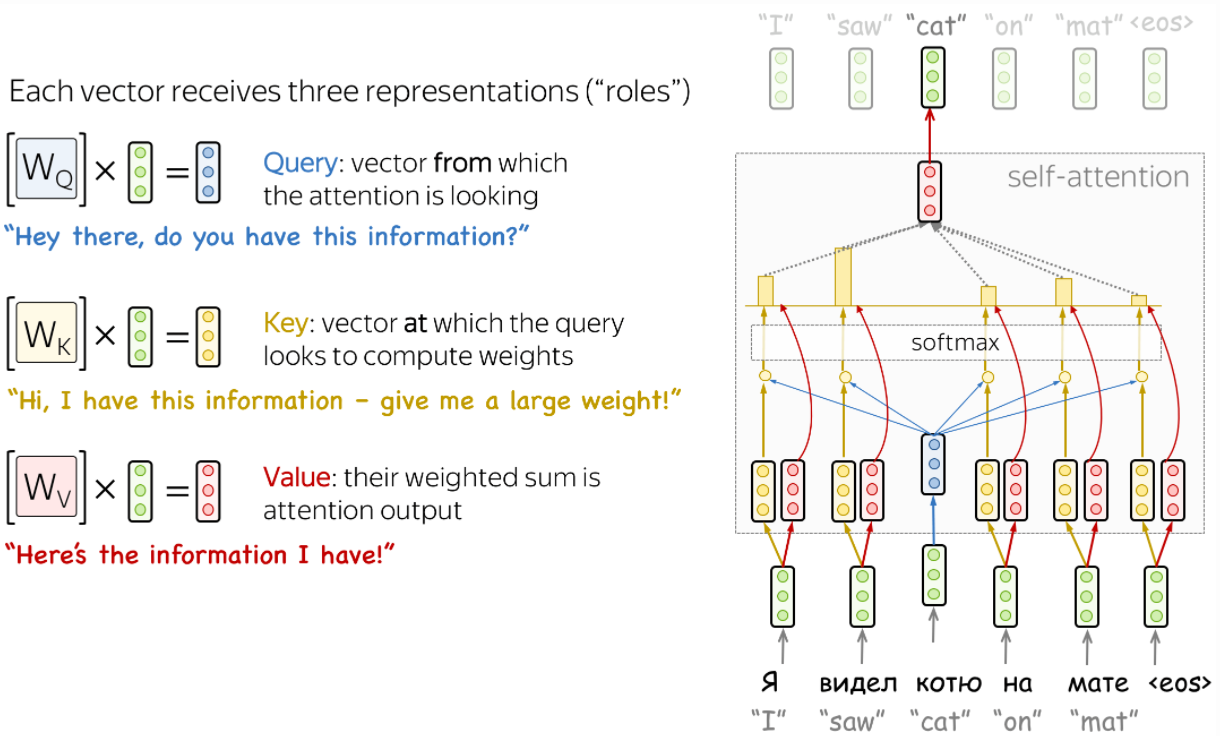 Each vector receives three representations (“roles”)
[W_Q] × =
Query: vector from which
the attention is looking
“Hey there, do you have this information?”
[W_K] × =
Key: vector at which the query
looks to compute weights
“Hi, I have this information – give me a large weight!”
[W_V] × =
Value: their weighted sum is
attention output
“Here’s the information I have!”
“I” “saw” “cat” “on” “mat” <eos>
self-attention
softmax
Я видел котю на мате <eos>
“I” “saw” “cat” “on” “mat”